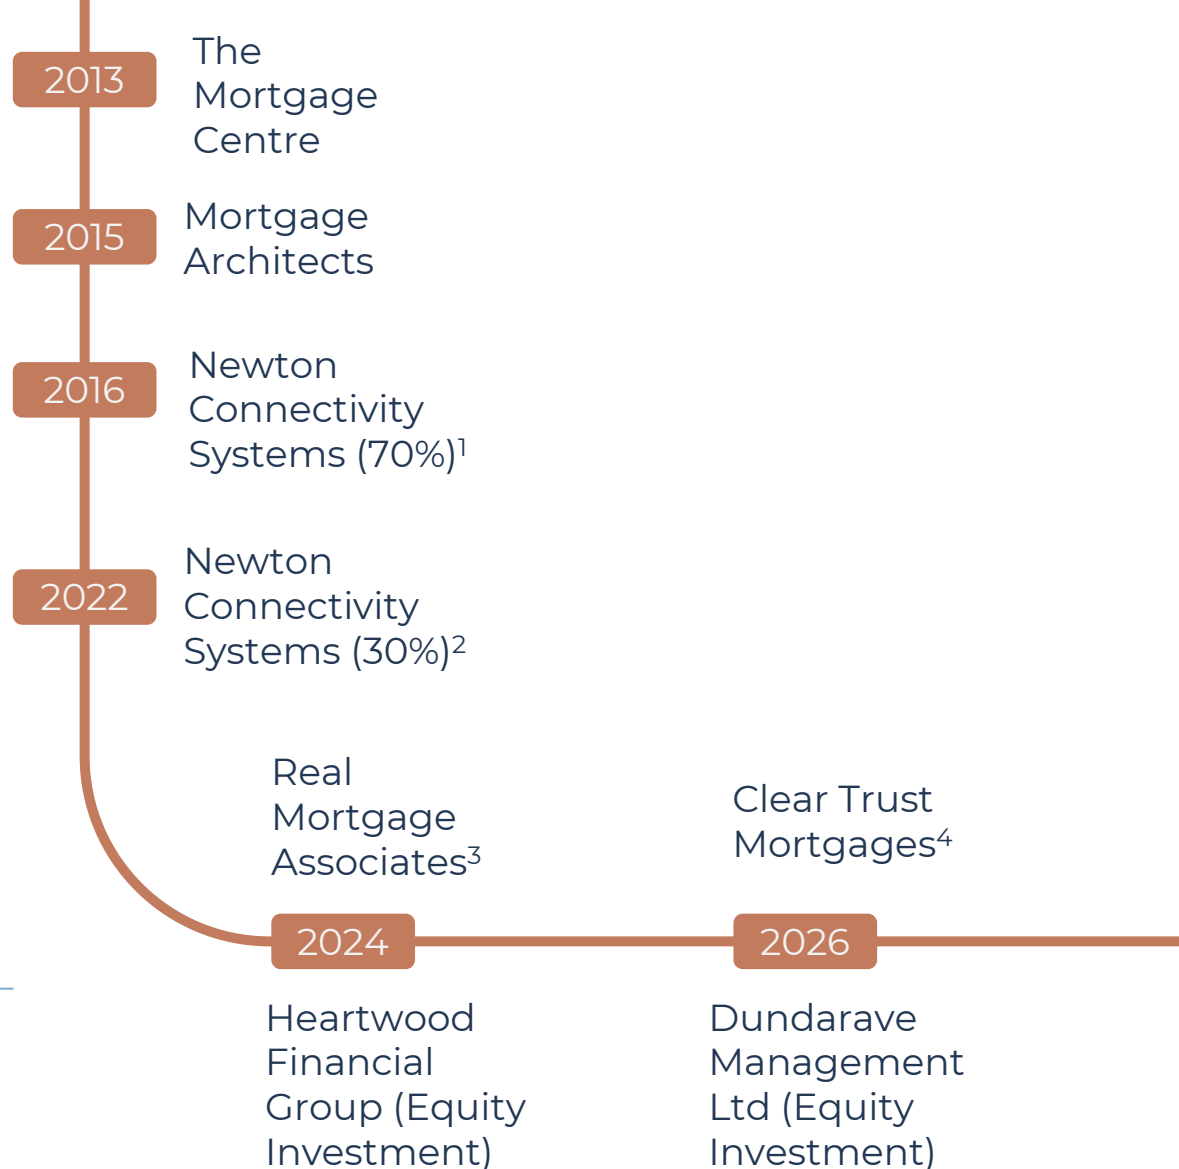 2013
The
Mortgage
Centre
2015
Mortgage
Architects
2016
Newton
Connectivity
Systems (70%)¹
2022
Newton
Connectivity
Systems (30%)²
Real
Mortgage
Associates³
2024
Heartwood
Financial
Group (Equity
Investment)
Clear Trust
Mortgages⁴
2026
Dundarave
Management
Ltd (Equity
Investment)